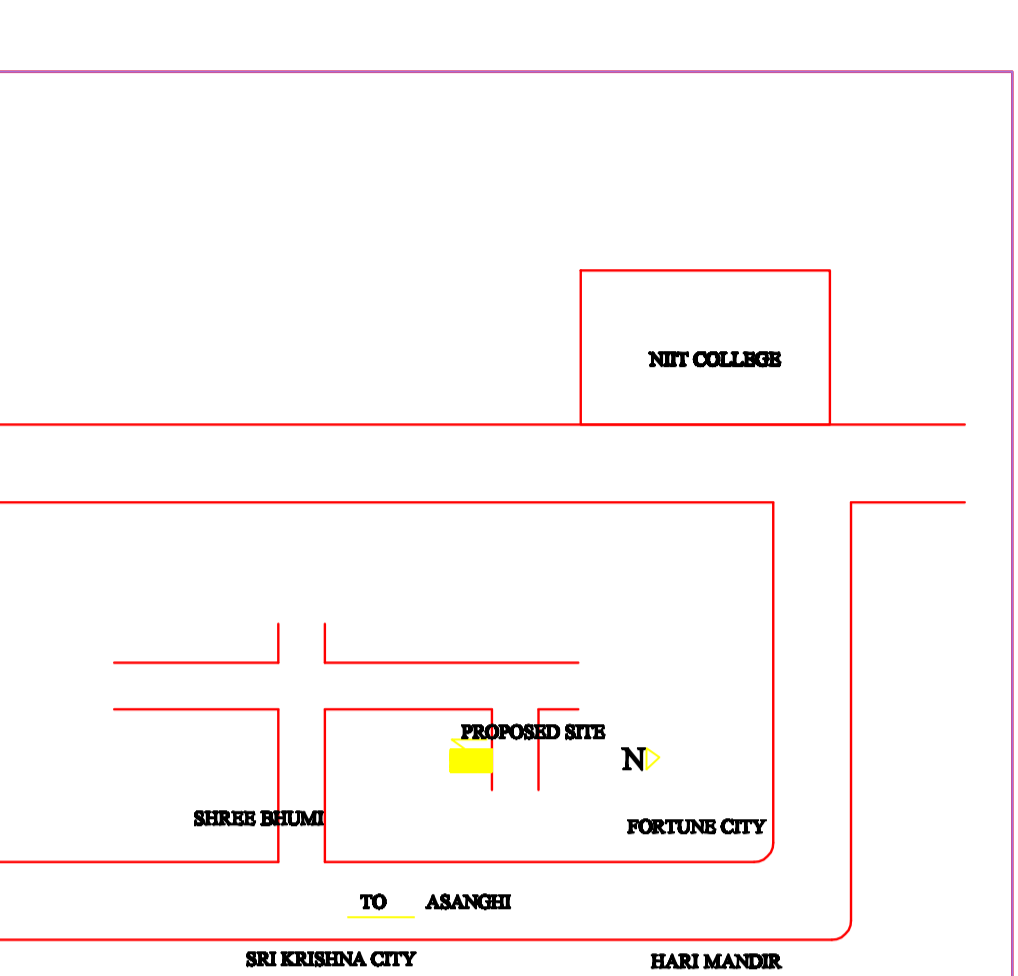 NIIT COLLEGE
PROPOSED SITE
N
SHREE BHUMI
FORTUNE CITY
TO ASANGHI
SRI KRISHNA CITY
HARI MANDIR